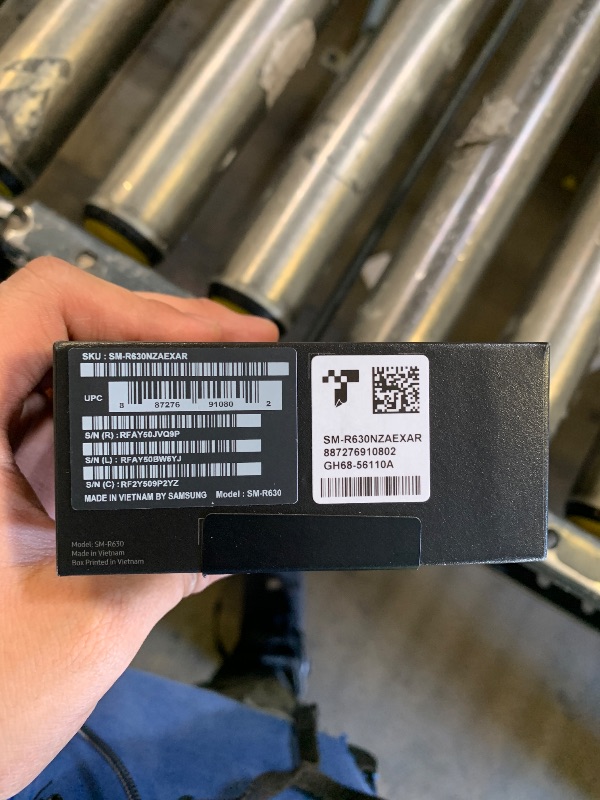 SKU : SM-R630NZAEXAR
UPC
8 87276 91080 2
S/N (R) : RFAY50JVQ9P
S/N (L) : RFAY50BW6YJ
S/N (C) : RF2Y509P2YZ
MADE IN VIETNAM BY SAMSUNG Model : SM-R630
SM-R630NZAEXAR
887276910802
GH68-56110A
Model: SM-R630
Made in Vietnam
Box Printed in Vietnam